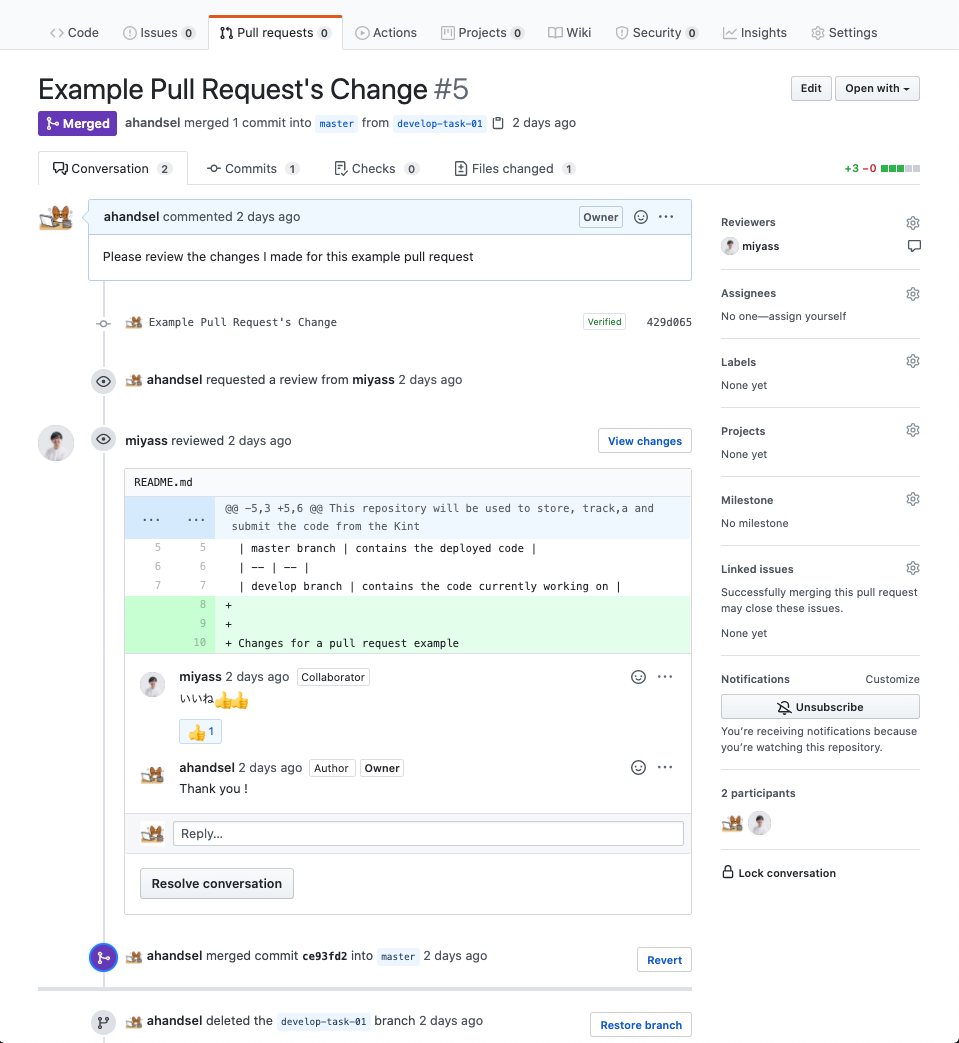 Code Issues 0 Pull requests 0 Actions Projects 0 Wiki Security 0 Insights Settings
Example Pull Request's Change #5
Edit Open with
Merged ahandsel merged 1 commit into master from develop-task-01 2 days ago
Conversation 2 Commits 1 Checks 0 Files changed 1 +3 −0
ahandsel commented 2 days ago Owner ...
Please review the changes I made for this example pull request
Example Pull Request's Change Verified 429d065
ahandsel requested a review from miyass 2 days ago
miyass reviewed 2 days ago View changes
README.md
... ... @@ -5,3 +5,6 @@ This repository will be used to store, track,a and
submit the code from the Kint
5 5 | master branch | contains the deployed code |
6 6 | -- | -- |
7 7 | develop branch | contains the code currently working on |
8 +
9 +
10 + Changes for a pull request example
miyass 2 days ago Collaborator ...
いいね👍👍
👍 1
ahandsel 2 days ago Author Owner ...
Thank you !
Reply...
Resolve conversation
ahandsel merged commit ce93fd2 into master 2 days ago
Revert
ahandsel deleted the develop-task-01 branch 2 days ago
Restore branch
Reviewers
miyass
Assignees
No one—assign yourself
Labels
None yet
Projects
None yet
Milestone
No milestone
Linked issues
Successfully merging this pull request
may close these issues.
None yet
Notifications Customize
Unsubscribe
You're receiving notifications because
you're watching this repository.
2 participants
Lock conversation